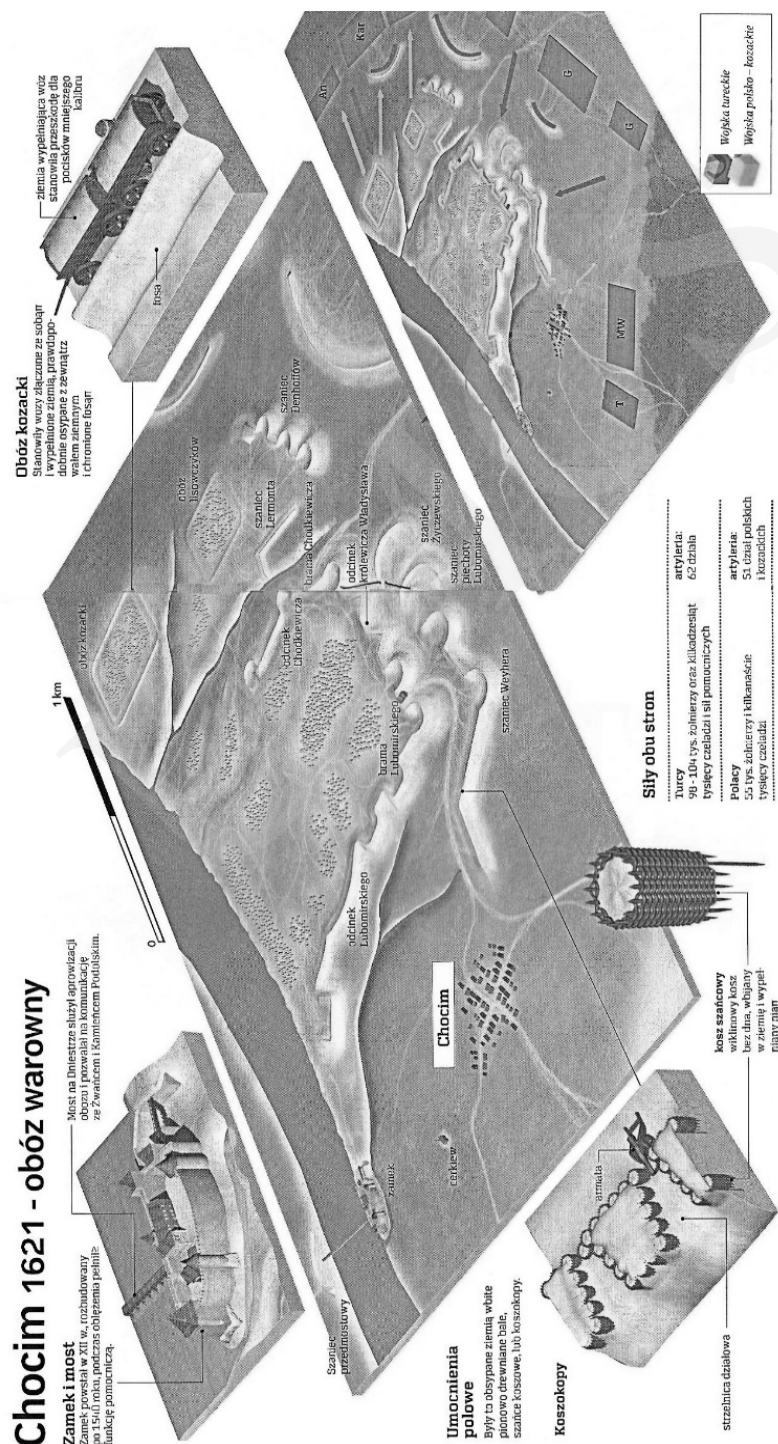 Chocim 1621 - obóz warowny
Zamek i most
Zamek powstał w XII w., rozbudowany
po 1540 roku, podczas oblężenia pełnił
funkcję pomocniczą.
Most na Dniestrze służył aprowizacji
obozu i pozwalał na komunikację
ze Żwańcem i Kamieńcem Podolskim.
0
1 km
Obóz kozacki
Stanowiły wozy złączone ze sobą
i wypełnione ziemią, prawdopo-
dobnie osypane z zewnątrz
wałem ziemnym
i chronione fosą
ziemia wypełniająca wóz
stanowiła przeszkodę dla
pocisków mniejszego
kalibru
fosa
obóz kozacki
obóz
lisowczyków
szaniec
Lermonta
szaniec
Denhoffów
brama Chodkiewicza
odcinek
Chodkiewicza
odcinek
królewicza Władysława
szaniec
Życzewskiego
szaniec
piechoty
Lubomirskiego
brama
Lubomirskiego
szaniec Weyhera
odcinek
Lubomirskiego
Chocim
zamek
cerkiew
Szaniec
przedmostowy
Umocnienia
polowe
Były to obsypane ziemią wbite
pionowo drewniane bale,
szańce koszowe, lub koszokopy.
Koszokopy
armata
strzelnica działowa
kosz szańcowy
wiklinowy kosz
bez dna, wbijany
w ziemię i wypeł-
niany nią
Siły obu stron
Turcy
98 - 104 tys. żołnierzy oraz kilkadziesiąt
tysięcy czeladzi i sił pomocniczych
artyleria:
62 działa
Polacy
55 tys. żołnierzy i kilkanaście
tysięcy czeladzi
artyleria:
51 dział polskich
i kozackich
An
Kar
G
G
MW
T
Wojska tureckie
Wojska polsko - kozackie